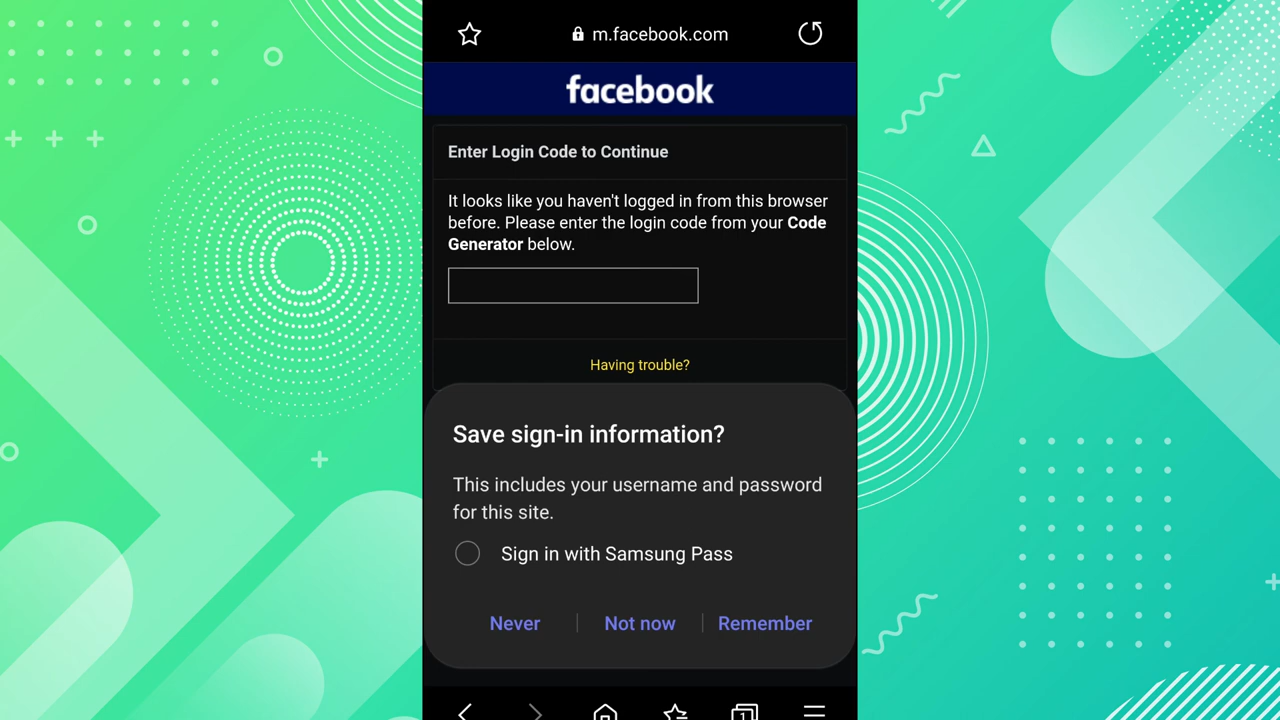 m.facebook.com
facebook
Enter Login Code to Continue
It looks like you haven't logged in from this browser
before. Please enter the login code from your Code
Generator below.
Having trouble?
Save sign-in information?
This includes your username and password
for this site.
Sign in with Samsung Pass
Never
Not now
Remember
1